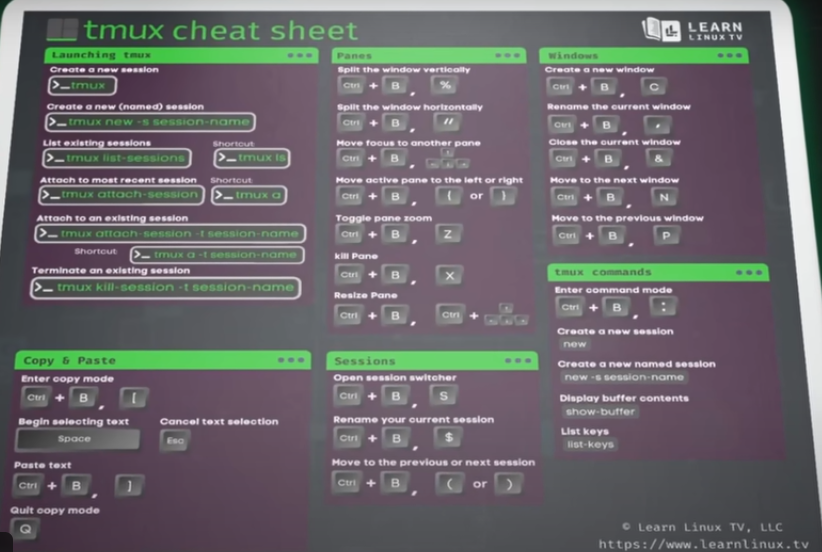 tmux cheat sheet
LEARN
LINUX TV
Launching tmux
Create a new session
>_tmux
Create a new (named) session
>_tmux new -s session-name
List existing sessions
Shortcut:
>_tmux list-sessions
>_tmux ls
Attach to most recent session
Shortcut:
>_tmux attach-session
>_tmux a
Attach to an existing session
>_tmux attach-session -t session-name
Shortcut:
>_tmux a -t session-name
Terminate an existing session
>_tmux kill-session -t session-name
Panes
Split the window vertically
Ctrl + B , %
Split the window horizontally
Ctrl + B , "
Move focus to another pane
Ctrl + B ,
Move active pane to the left or right
Ctrl + B , { or }
Toggle pane zoom
Ctrl + B , Z
kill Pane
Ctrl + B , X
Resize Pane
Ctrl + B , Ctrl +
Windows
Create a new window
Ctrl + B , C
Rename the current window
Ctrl + B , ,
Close the current window
Ctrl + B , &
Move to the next window
Ctrl + B , N
Move to the previous window
Ctrl + B , P
tmux commands
Enter command mode
Ctrl + B , :
Create a new session
new
Create a new named session
new -s session-name
Display buffer contents
show-buffer
List keys
list-keys
Copy & Paste
Enter copy mode
Ctrl + B , [
Begin selecting text
Cancel text selection
Space
Esc
Paste text
Ctrl + B , ]
Quit copy mode
Q
Sessions
Open session switcher
Ctrl + B , S
Rename your current session
Ctrl + B , $
Move to the previous or next session
Ctrl + B , ( or )
© Learn Linux TV, LLC
https://www.learnlinux.tv